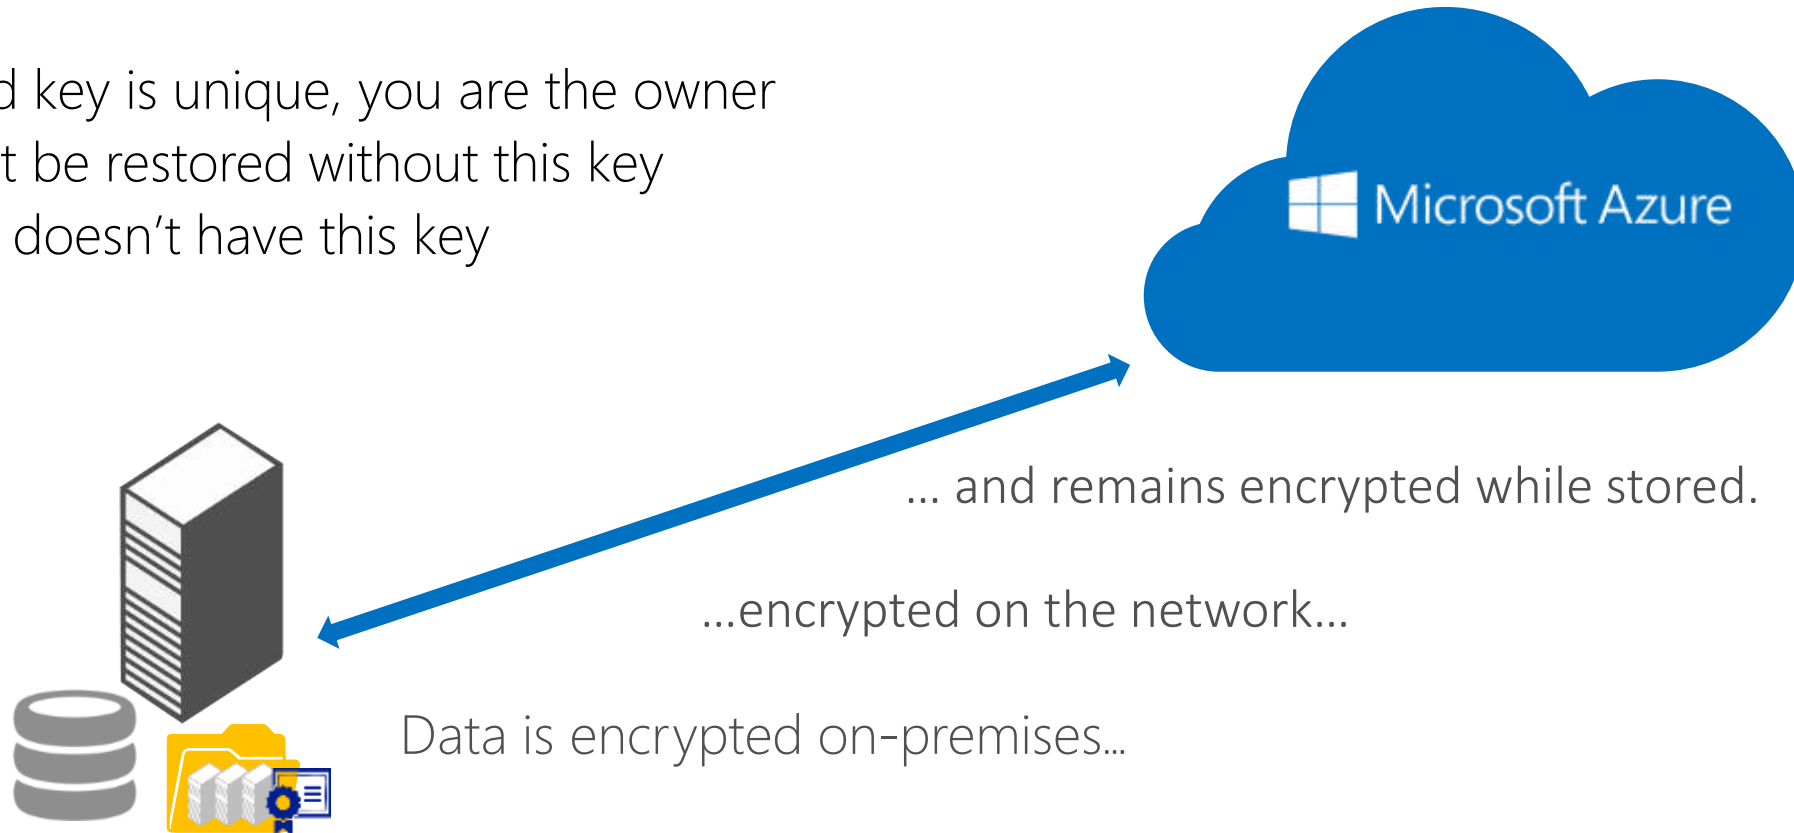 d key is unique, you are the owner
t be restored without this key
doesn’t have this key
Microsoft Azure
... and remains encrypted while stored.
...encrypted on the network...
Data is encrypted on-premises...